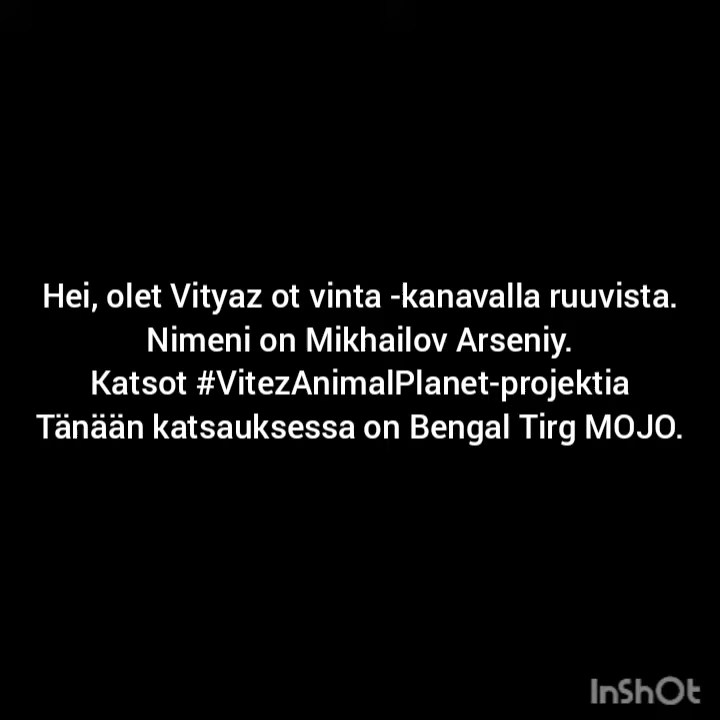 Hei, olet Vityaz ot vinta -kanavalla ruuvista.
Nimeni on Mikhailov Arseniy.
Katsot #VitezAnimalPlanet-projektia
Tänään katsauksessa on Bengal Tirg MOJO.
InShOt